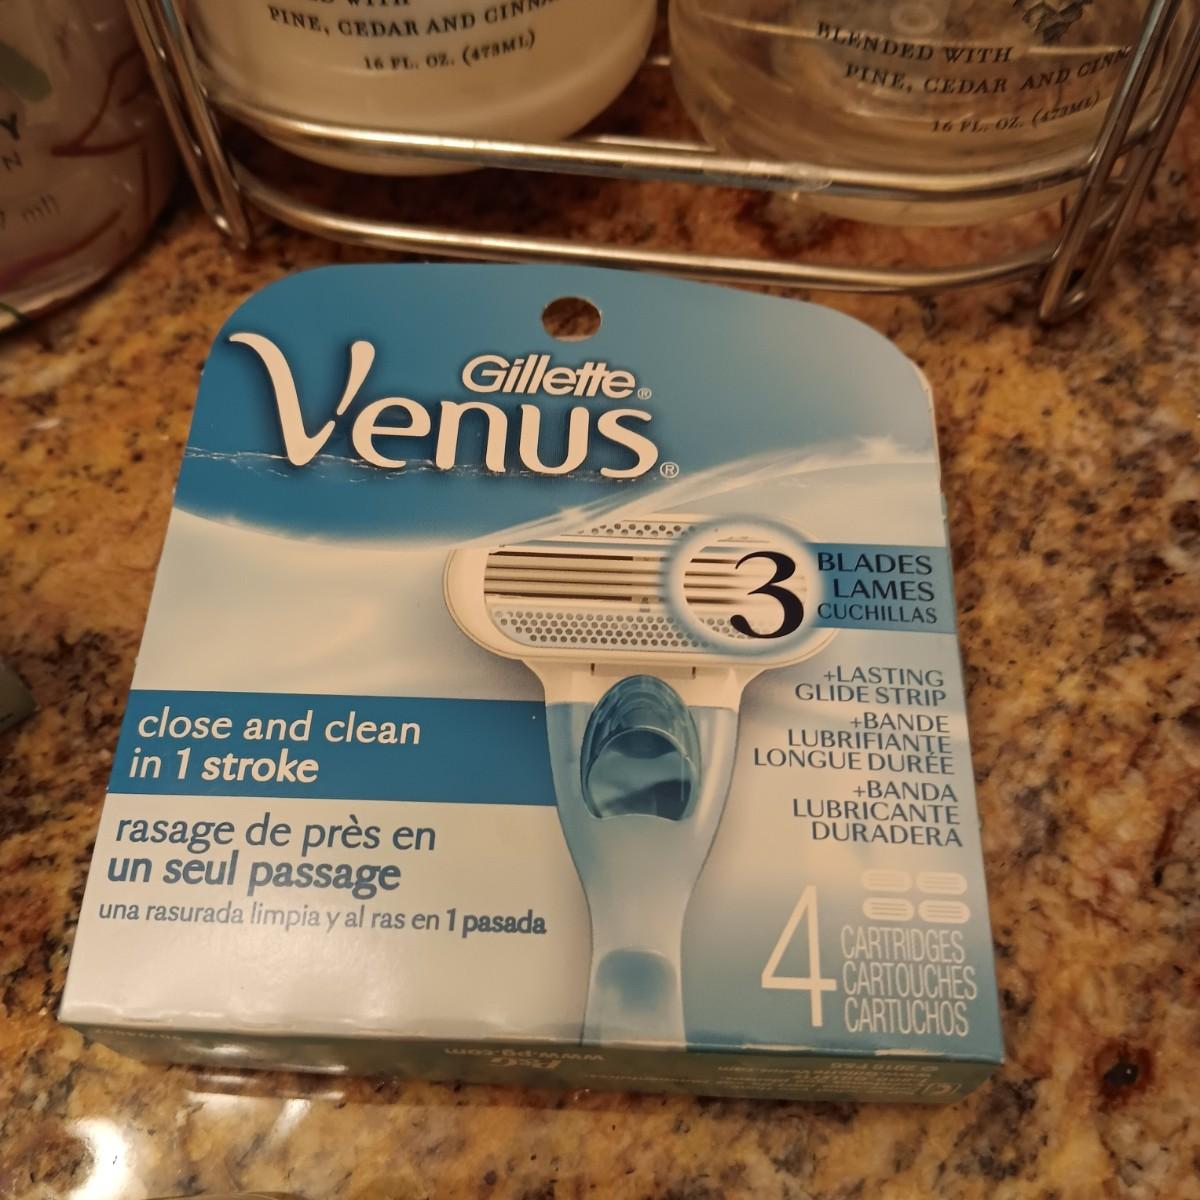 PINE, CEDAR AND
16 FL. OZ. (473ML)
BLENDED WITH
PINE, CEDAR AND
16 FL. OZ. (473ML)
Gillette®
Venus®
3
BLADES
LAMES
CUCHILLAS
+LASTING
GLIDE STRIP
+BANDE
LUBRIFIANTE
LONGUE DURÉE
+BANDA
LUBRICANTE
DURADERA
close and clean
in 1 stroke
rasage de près en
un seul passage
una rasurada limpia y al ras en 1 pasada
4
CARTRIDGES
CARTOUCHES
CARTUCHOS
P&G
www.pg.com